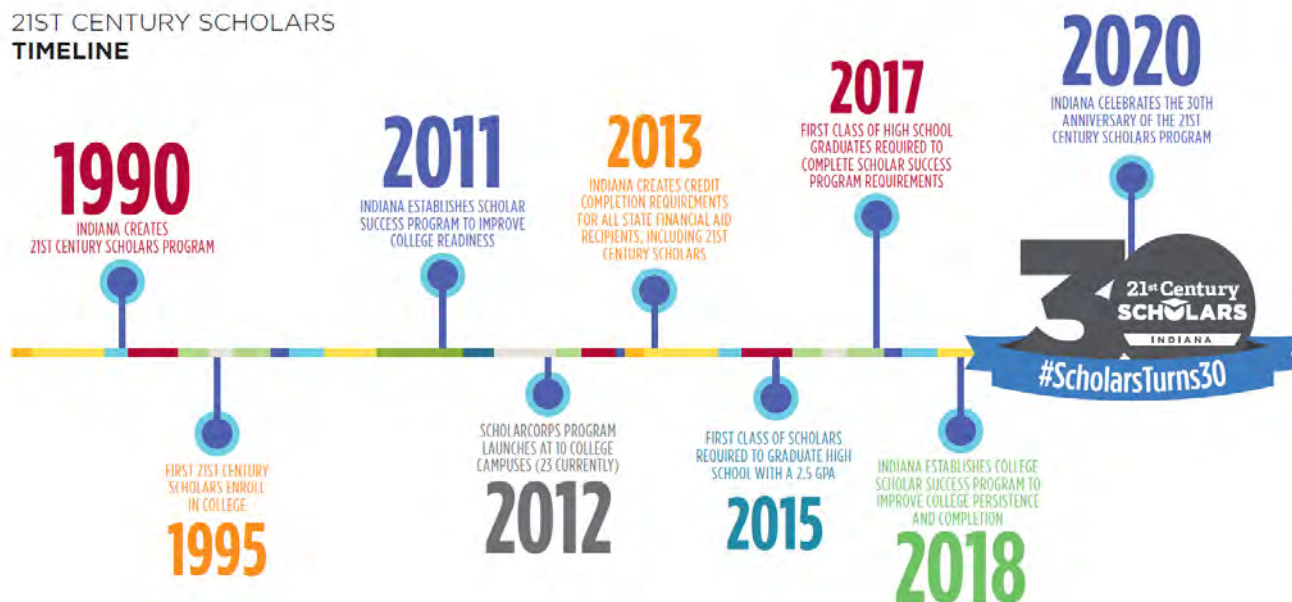 21ST CENTURY SCHOLARS
TIMELINE
1990
INDIANA CREATES
21ST CENTURY SCHOLARS PROGRAM
FIRST 21ST CENTURY
SCHOLARS ENROLL
IN COLLEGE
1995
2011
INDIANA ESTABLISHES SCHOLAR
SUCCESS PROGRAM TO IMPROVE
COLLEGE READINESS
SCHOLARCORPS PROGRAM
LAUNCHES AT 10 COLLEGE
CAMPUSES (23 CURRENTLY)
2012
2013
INDIANA CREATES CREDIT
COMPLETION REQUIREMENTS
FOR ALL STATE FINANCIAL AID
RECIPIENTS, INCLUDING 21ST
CENTURY SCHOLARS
FIRST CLASS OF SCHOLARS
REQUIRED TO GRADUATE HIGH
SCHOOL WITH A 2.5 GPA
2015
2017
FIRST CLASS OF HIGH SCHOOL
GRADUATES REQUIRED TO
COMPLETE SCHOLAR SUCCESS
PROGRAM REQUIREMENTS
INDIANA ESTABLISHES COLLEGE
SCHOLAR SUCCESS PROGRAM TO
IMPROVE COLLEGE PERSISTENCE
AND COMPLETION
2018
2020
INDIANA CELEBRATES THE 30TH
ANNIVERSARY OF THE 21ST
CENTURY SCHOLARS PROGRAM
30
21st Century
SCHOLARS
INDIANA
#ScholarsTurns30